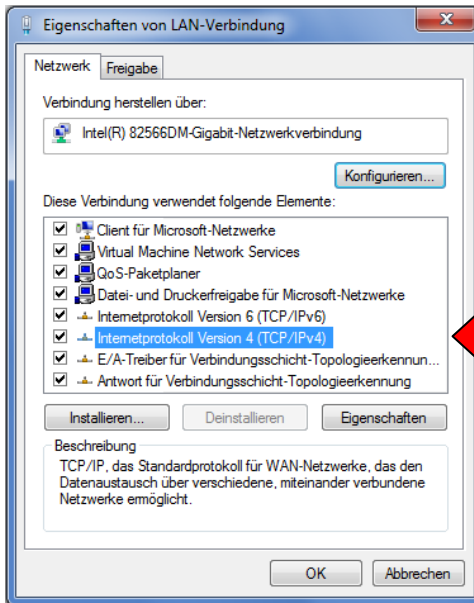 Eigenschaften von LAN-Verbindung
Netzwerk
Freigabe
Verbindung herstellen über:
Intel(R) 82566DM-Gigabit-Netzwerkverbindung
Konfigurieren...
Diese Verbindung verwendet folgende Elemente:
Client für Microsoft-Netzwerke
Virtual Machine Network Services
QoS-Paketplaner
Datei- und Druckerfreigabe für Microsoft-Netzwerke
Internetprotokoll Version 6 (TCP/IPv6)
Internetprotokoll Version 4 (TCP/IPv4)
E/A-Treiber für Verbindungsschicht-Topologieerkennun...
Antwort für Verbindungsschicht-Topologieerkennung
Installieren...
Deinstallieren
Eigenschaften
Beschreibung
TCP/IP, das Standardprotokoll für WAN-Netzwerke, das den
Datenaustausch über verschiedene, miteinander verbundene
Netzwerke ermöglicht.
OK
Abbrechen